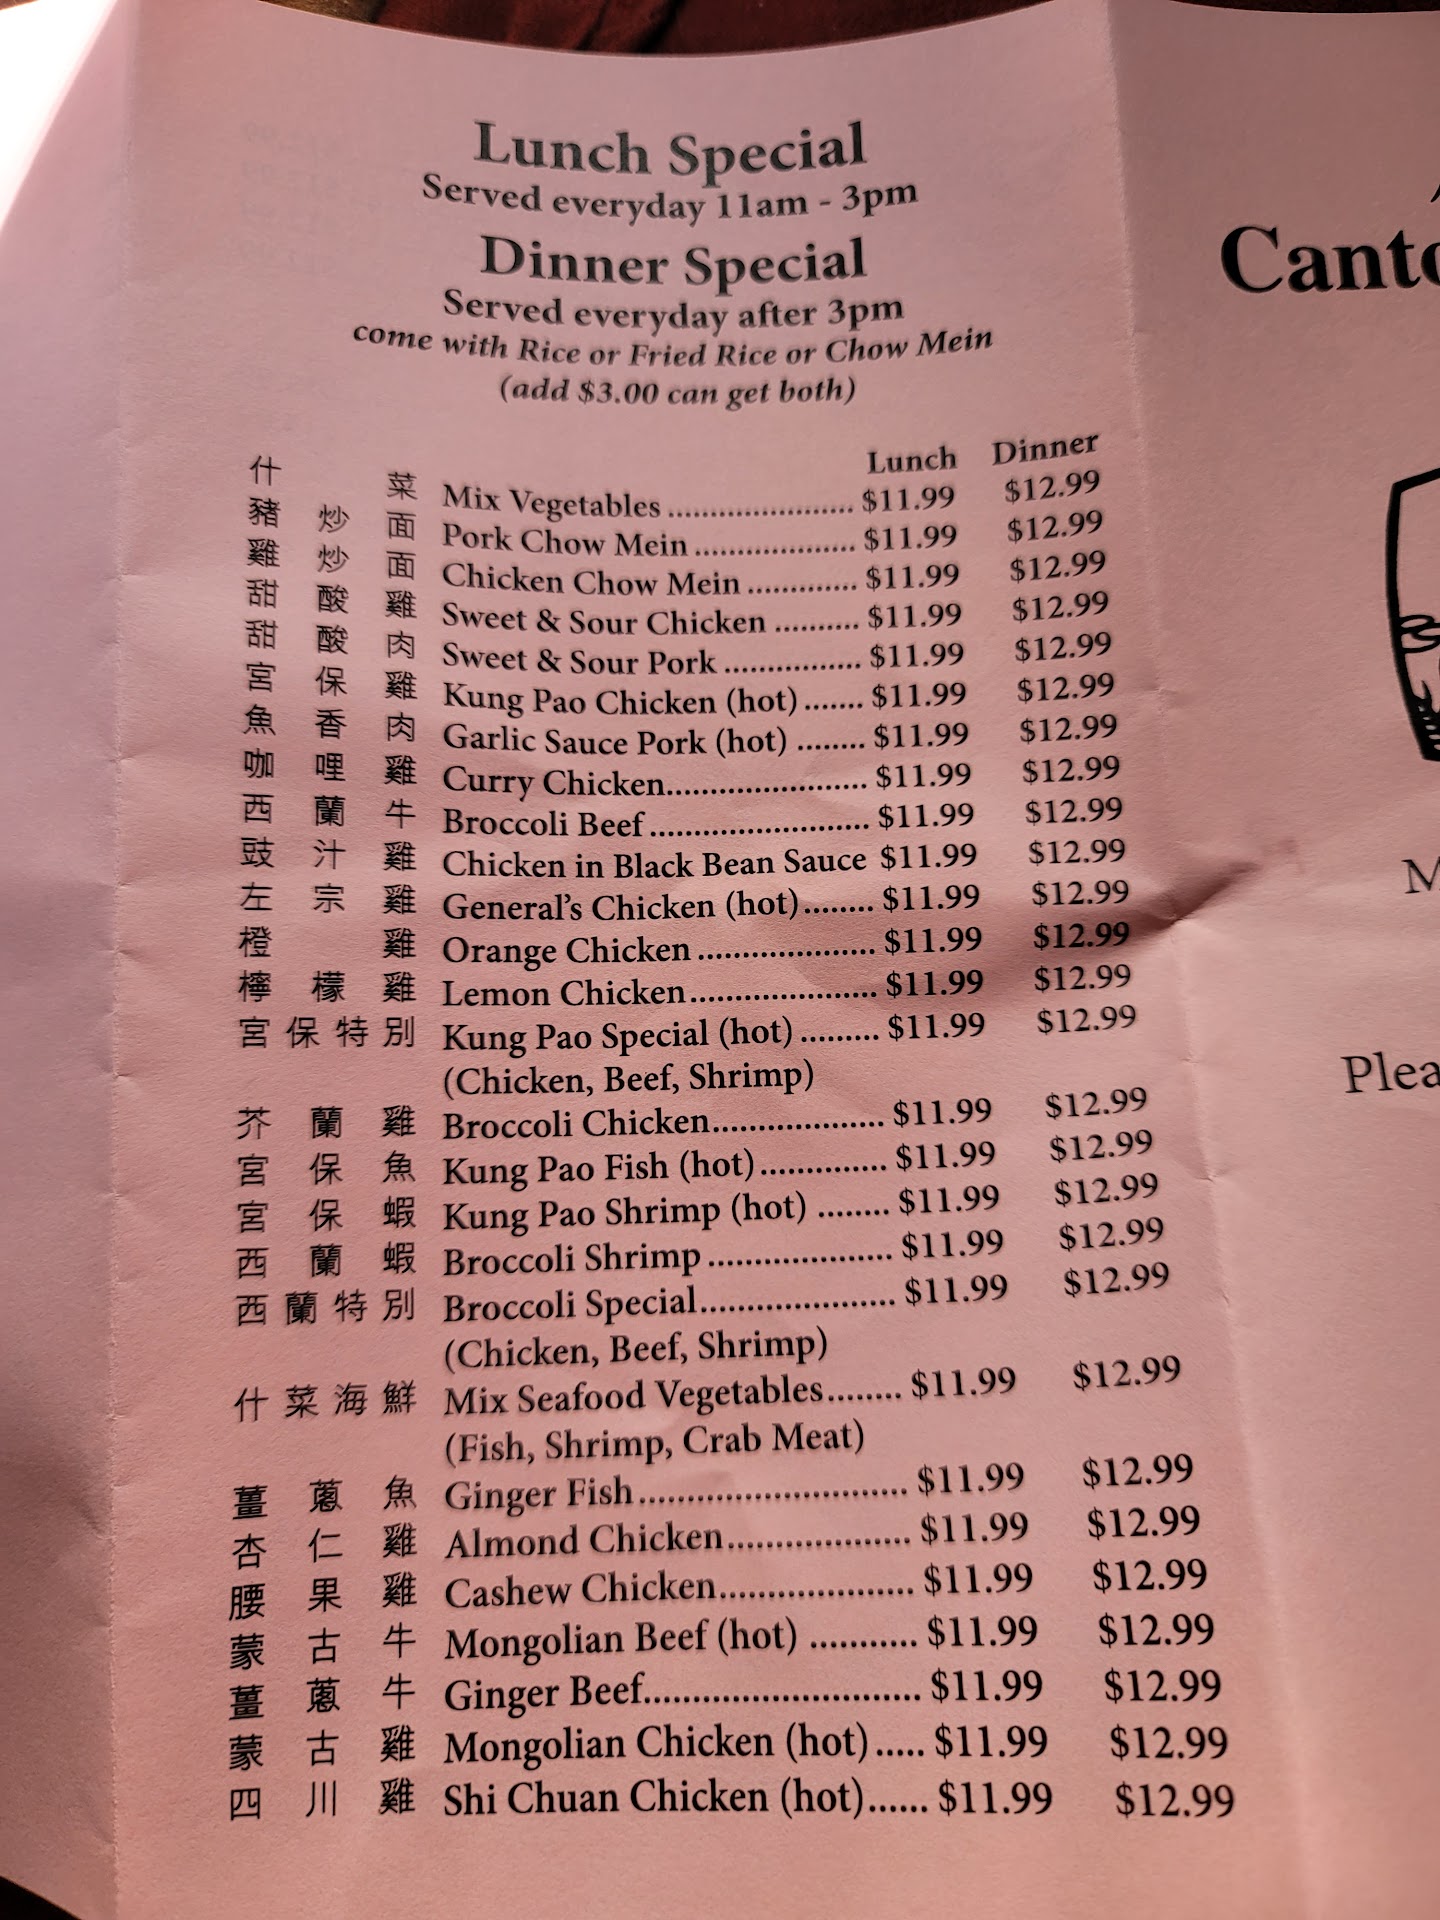 Lunch Special
Served everyday 11am - 3pm
Dinner Special
Served everyday after 3pm
come with Rice or Fried Rice or Chow Mein
(add $3.00 can get both)
Lunch Dinner
什菜 Mix Vegetables ...................... $11.99 $12.99
豬炒面 Pork Chow Mein ................... $11.99 $12.99
雞炒面 Chicken Chow Mein ............. $11.99 $12.99
甜酸雞 Sweet & Sour Chicken .......... $11.99 $12.99
甜酸肉 Sweet & Sour Pork ................ $11.99 $12.99
宮保雞 Kung Pao Chicken (hot) ....... $11.99 $12.99
魚香肉 Garlic Sauce Pork (hot) ........ $11.99 $12.99
咖哩雞 Curry Chicken........................ $11.99 $12.99
西蘭牛 Broccoli Beef .......................... $11.99 $12.99
豉汁雞 Chicken in Black Bean Sauce $11.99 $12.99
左宗雞 General's Chicken (hot)........ $11.99 $12.99
橙雞 Orange Chicken ..................... $11.99 $12.99
檸檬雞 Lemon Chicken...................... $11.99 $12.99
宮保特別 Kung Pao Special (hot) ......... $11.99 $12.99
(Chicken, Beef, Shrimp)
芥蘭雞 Broccoli Chicken.................... $11.99 $12.99
宮保魚 Kung Pao Fish (hot).............. $11.99 $12.99
宮保蝦 Kung Pao Shrimp (hot) ........ $11.99 $12.99
西蘭蝦 Broccoli Shrimp ..................... $11.99 $12.99
西蘭特別 Broccoli Special...................... $11.99 $12.99
(Chicken, Beef, Shrimp)
什菜海鮮 Mix Seafood Vegetables........ $11.99 $12.99
(Fish, Shrimp, Crab Meat)
薑蔥魚 Ginger Fish ............................. $11.99 $12.99
杏仁雞 Almond Chicken.................... $11.99 $12.99
腰果雞 Cashew Chicken..................... $11.99 $12.99
蒙古牛 Mongolian Beef (hot) ........... $11.99 $12.99
薑蔥牛 Ginger Beef............................. $11.99 $12.99
蒙古雞 Mongolian Chicken (hot)..... $11.99 $12.99
四川雞 Shi Chuan Chicken (hot)...... $11.99 $12.99